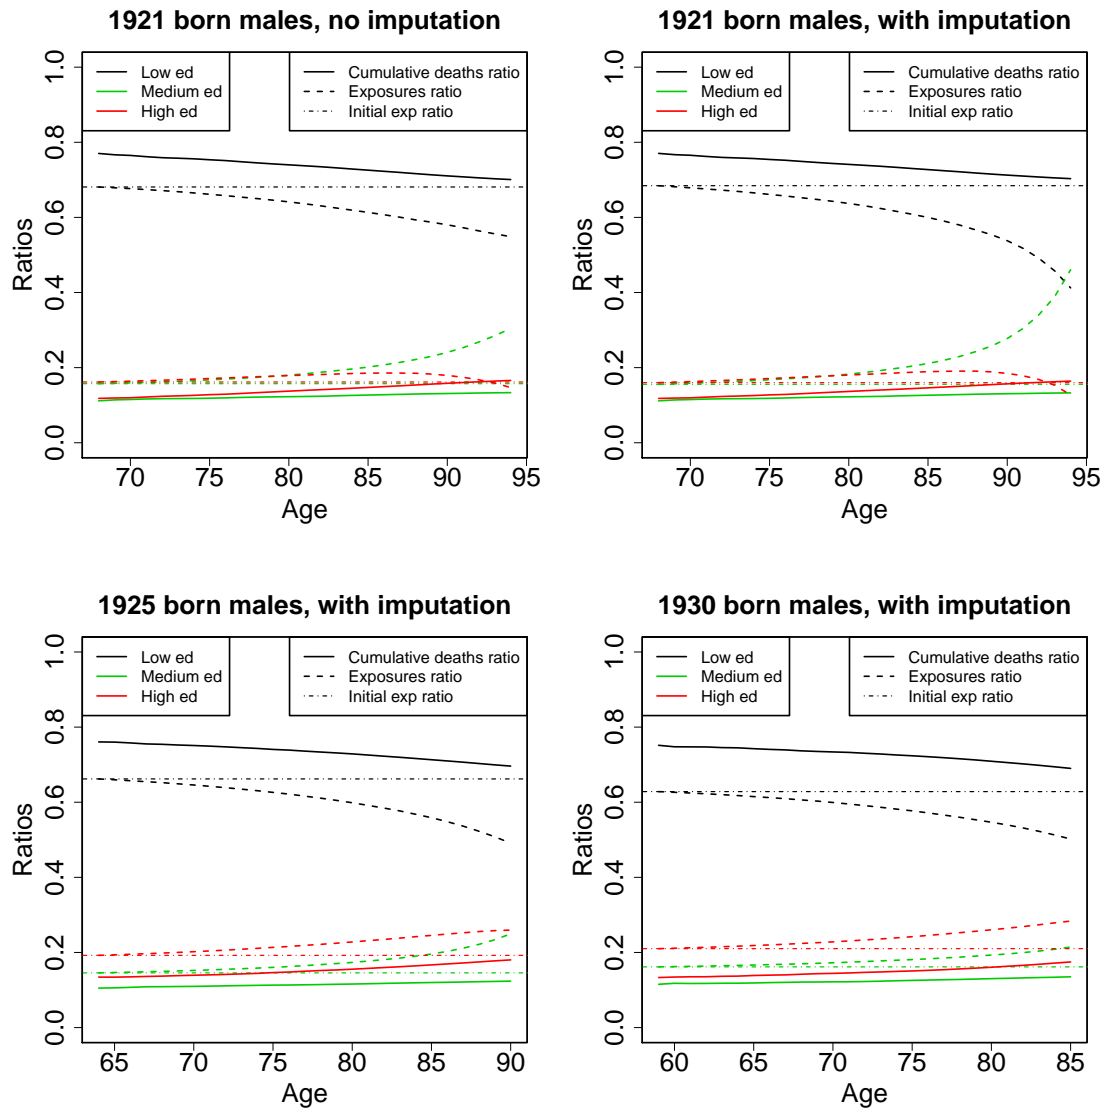 1921 born males, no imputation
Low ed
Medium ed
High ed
Cumulative deaths ratio
Exposures ratio
Initial exp ratio
Ratios
0.0 0.2 0.4 0.6 0.8 1.0
70 75 80 85 90 95
Age
1921 born males, with imputation
Low ed
Medium ed
High ed
Cumulative deaths ratio
Exposures ratio
Initial exp ratio
Ratios
0.0 0.2 0.4 0.6 0.8 1.0
70 75 80 85 90 95
Age
1925 born males, with imputation
Low ed
Medium ed
High ed
Cumulative deaths ratio
Exposures ratio
Initial exp ratio
Ratios
0.0 0.2 0.4 0.6 0.8 1.0
65 70 75 80 85 90
Age
1930 born males, with imputation
Low ed
Medium ed
High ed
Cumulative deaths ratio
Exposures ratio
Initial exp ratio
Ratios
0.0 0.2 0.4 0.6 0.8 1.0
60 65 70 75 80 85
Age